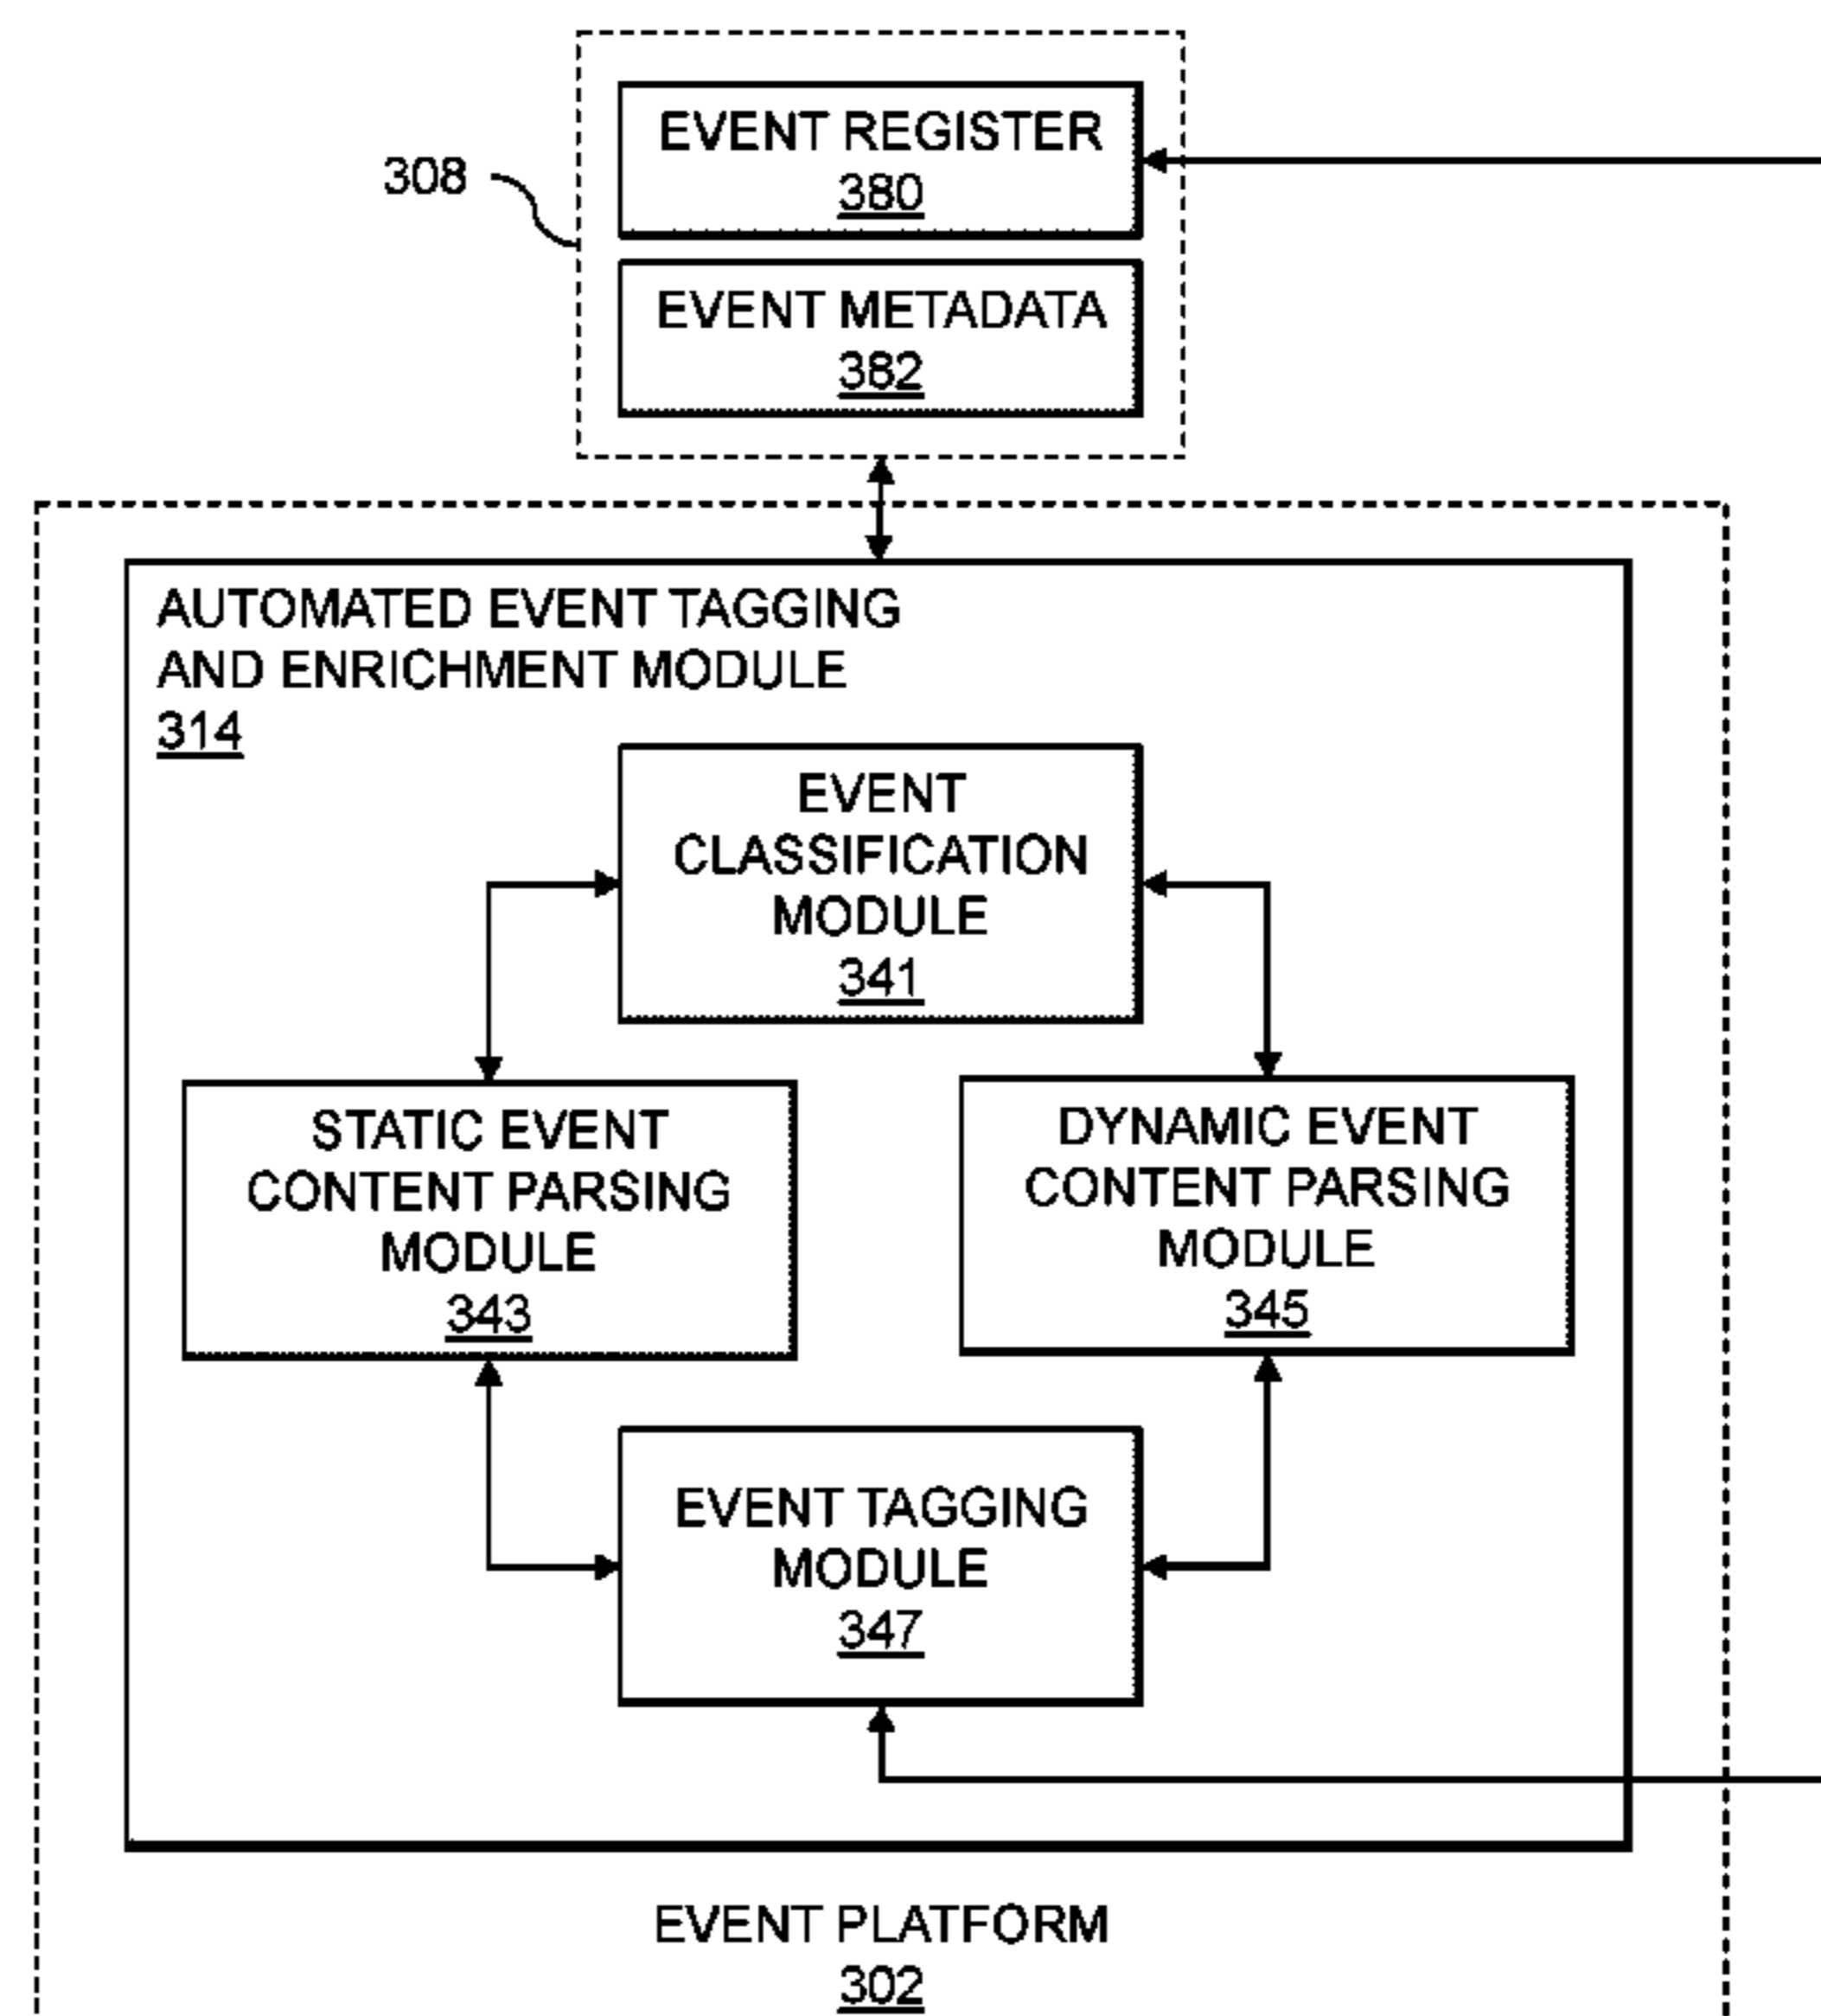 EVENT REGISTER
380
308
EVENT METADATA
382
AUTOMATED EVENT TAGGING
AND ENRICHMENT MODULE
314
EVENT
CLASSIFICATION
MODULE
341
STATIC EVENT
CONTENT PARSING
MODULE
343
DYNAMIC EVENT
CONTENT PARSING
MODULE
345
EVENT TAGGING
MODULE
347
EVENT PLATFORM
302